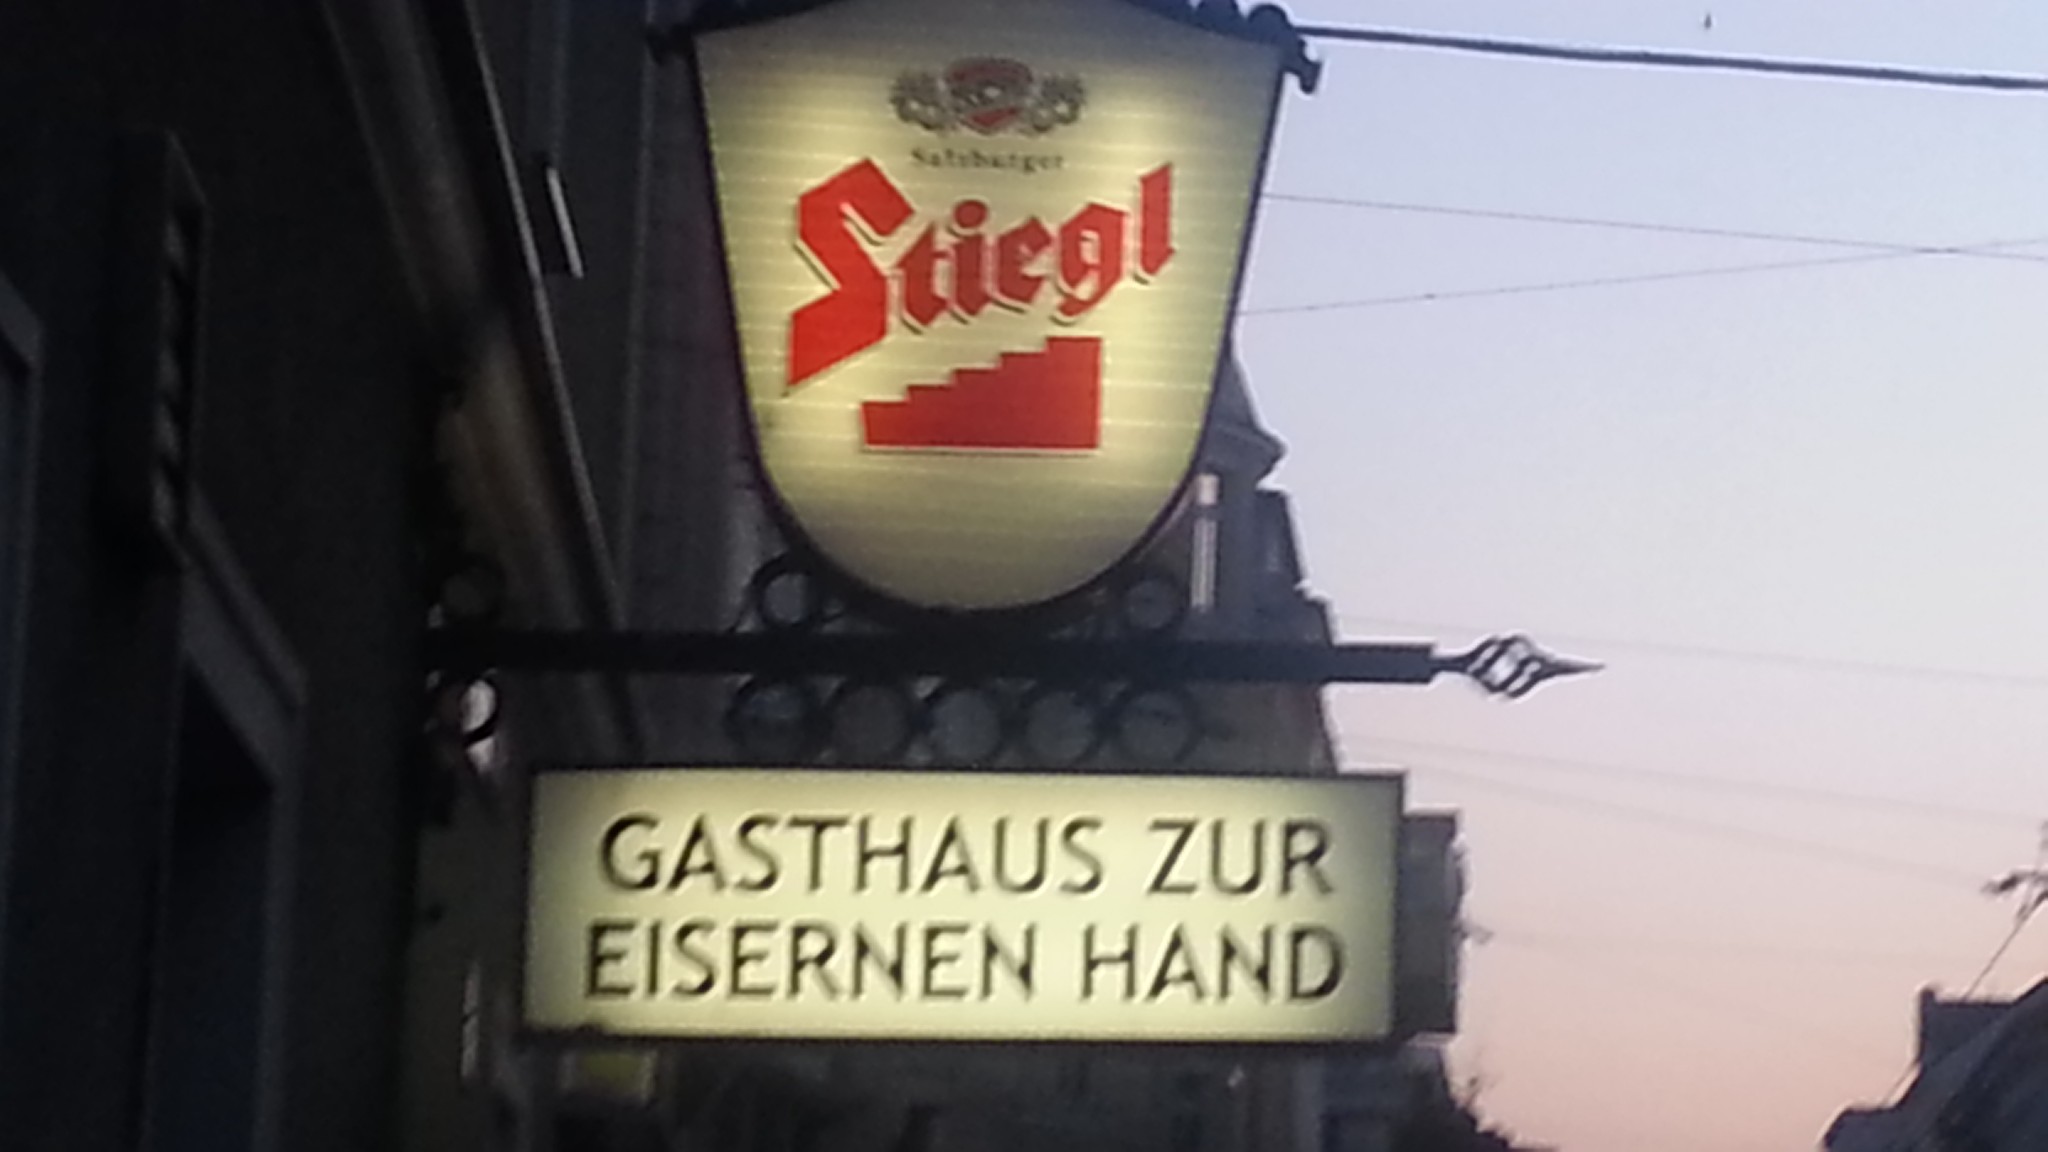 Salzburger
Stiegl
GASTHAUS ZUR
EISERNEN HAND